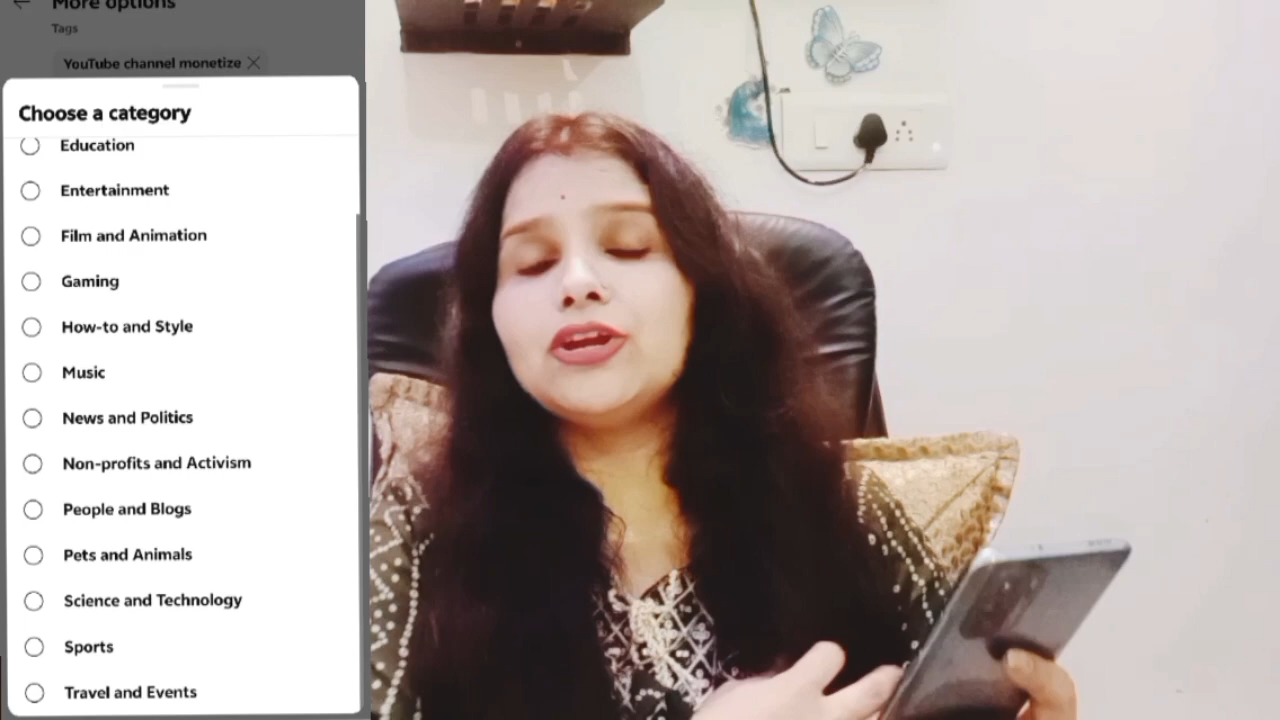 More options
Tags
YouTube channel monetize
Choose a category
Education
Entertainment
Film and Animation
Gaming
How-to and Style
Music
News and Politics
Non-profits and Activism
People and Blogs
Pets and Animals
Science and Technology
Sports
Travel and Events